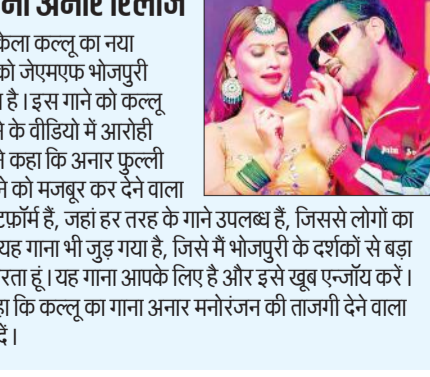 ना अनार रिलीज
केला कल्लू का नया
को जेएमएफ भोजपुरी
है । इस गाने को कल्लू
के वीडियो में आरोही
कहा कि अनार फुल्ली
ने को मजबूर कर देने वाला
टफ़ॉर्म हैं, जहां हर तरह के गाने उपलब्ध हैं, जिससे लोगों का
यह गाना भी जुड़ गया है, जिसे मैं भोजपुरी के दर्शकों से बड़ा
रता हूं । यह गाना आपके लिए है और इसे खूब एन्जॉय करें ।
हा कि कल्लू का गाना अनार मनोरंजन की ताजगी देने वाला
दें ।